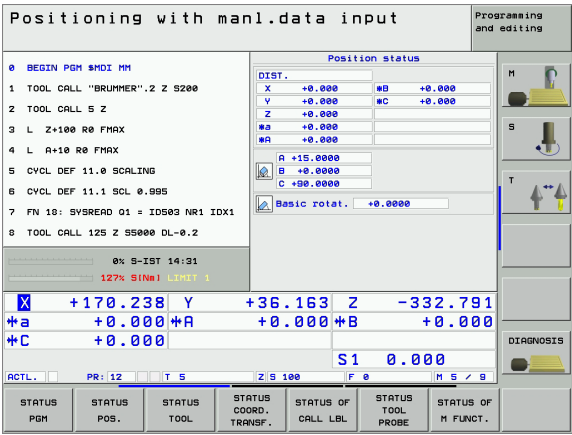 Positioning with manl.data input
Programming
and editing
0 BEGIN PGM $MDI MM
1 TOOL CALL "BRUMMER".2 Z S200
2 TOOL CALL 5 Z
3 L Z+100 R0 FMAX
4 L A+10 R0 FMAX
5 CYCL DEF 11.0 SCALING
6 CYCL DEF 11.1 SCL 0.995
7 FN 18: SYSREAD Q1 = ID503 NR1 IDX1
8 TOOL CALL 125 Z S5000 DL-0.2
0% S-IST 14:31
127% S[Nm] LIMIT 1
Position status
DIST.
X +0.000 *B +0.000
Y +0.000 *C +0.000
Z +0.000
*a +0.000
*A +0.000
A +15.0000
B +0.0000
C +90.0000
Basic rotat. +0.0000
M
S
T
DIAGNOSIS
X +170.238 Y +36.163 Z -332.791
*a +0.000 *A +0.000 *B +0.000
*C +0.000
S1 0.000
ACTL. PR: 12 T 5 Z S 100 F 0 M 5 / 9
STATUS
PGM
STATUS
POS.
STATUS
TOOL
STATUS
COORD.
TRANSF.
STATUS OF
CALL LBL
STATUS
TOOL
PROBE
STATUS OF
M FUNCT.